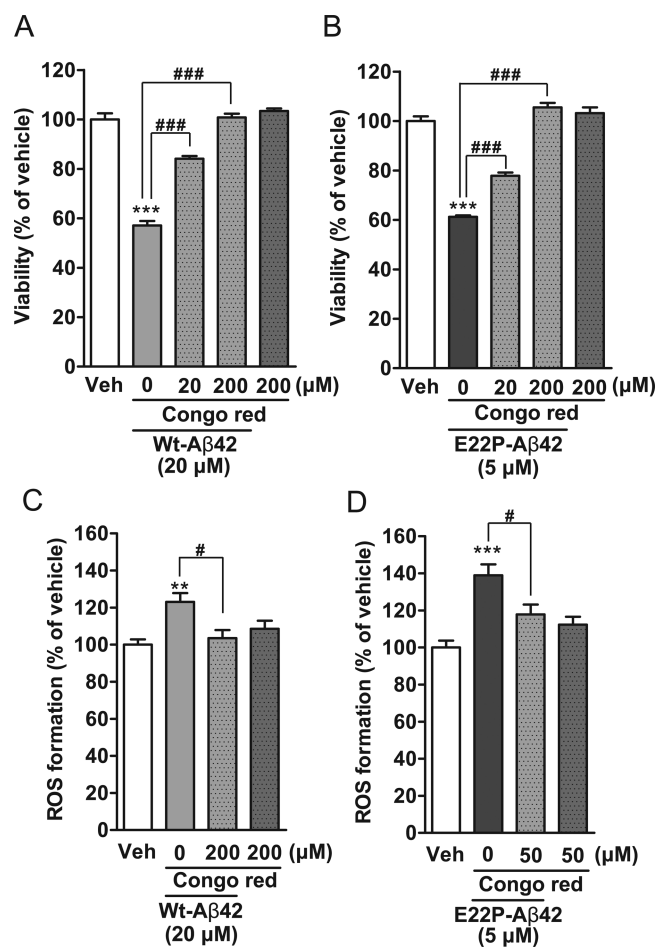 A
Viability (% of vehicle)
120
100
80
60
40
20
0
###
###
***
Veh 0 20 200 200 (μM)
Congo red
Wt-Aβ42
(20 μM)
B
Viability (% of vehicle)
120
100
80
60
40
20
0
###
###
***
Veh 0 20 200 200 (μM)
Congo red
E22P-Aβ42
(5 μM)
C
ROS formation (% of vehicle)
160
140
120
100
80
60
40
20
0
#
**
Veh 0 200 200 (μM)
Congo red
Wt-Aβ42
(20 μM)
D
ROS formation (% of vehicle)
160
140
120
100
80
60
40
20
0
#
***
Veh 0 50 50 (μM)
Congo red
E22P-Aβ42
(5 μM)